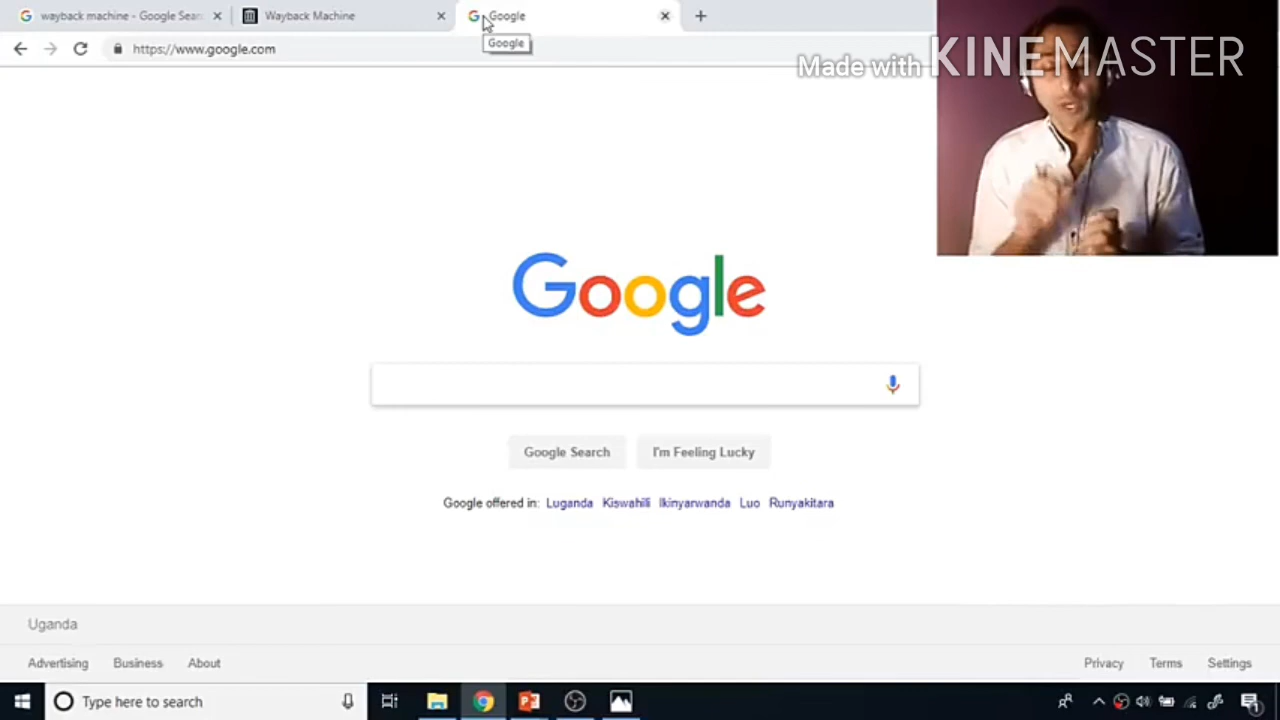 wayback machine - Google Sear
Wayback Machine
Google
https://www.google.com
Google
Made with KINEMASTER
Google
Google Search
I'm Feeling Lucky
Google offered in: Luganda Kiswahili Ikinyarwanda Luo Runyakitara
Uganda
Advertising Business About
Privacy Terms Settings
Type here to search
1